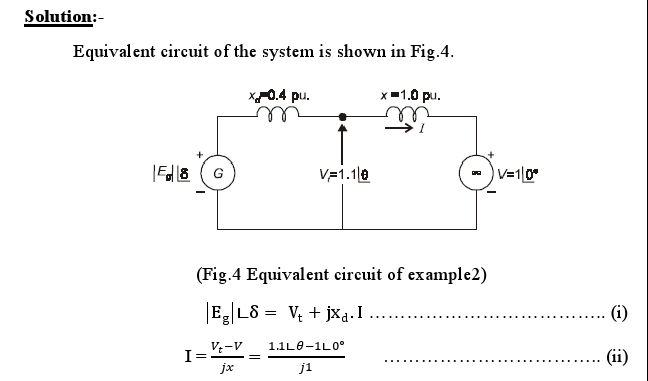 Solution:-
Equivalent circuit of the system is shown in Fig.4.
x_d=0.4 pu.
x=1.0 pu.
I
+
+
|E_g||δ
G
V_t=1.1|θ
∞
V=1|0°
−
−
(Fig.4 Equivalent circuit of example2)
|E_g|∟δ = V_t + jx_d.I ........................................ (i)
I = (V_t−V)/(jx) = (1.1∟θ−1∟0°)/(j1) ........................................ (ii)